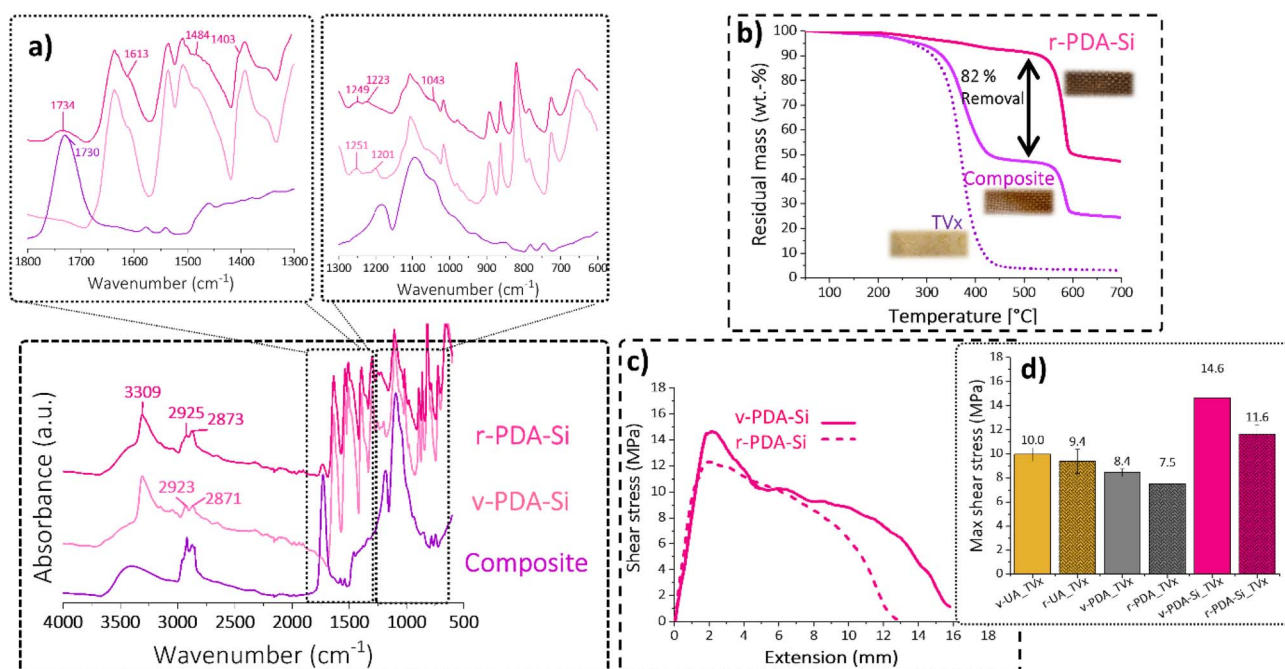 a)
1734
1613
1484
1403
1730
1800 1700 1600 1500 1400 1300
Wavenumber (cm⁻¹)
1249
1223
1043
1251
1201
1300 1200 1100 1000 900 800 700 600
Wavenumber (cm⁻¹)
b)
r-PDA-Si
82 %
Removal
Composite
TVx
Residual mass (wt.-%)
100
90
80
70
60
50
40
30
20
10
0
100 200 300 400 500 600 700
Temperature [°C]
Absorbance (a.u.)
3309
2925
2873
r-PDA-Si
2923
2871
v-PDA-Si
Composite
4000 3500 3000 2500 2000 1500 1000 500
Wavenumber (cm⁻¹)
c)
v-PDA-Si
r-PDA-Si
Shear stress (MPa)
18
16
14
12
10
8
6
4
2
0
0 2 4 6 8 10 12 14 16 18
Extension (mm)
d)
Max shear stress (MPa)
18
16
14
12
10
8
6
4
2
0
10.0
9.4
8.4
7.5
14.6
11.6
v-UA_TVx
r-UA_TVx
v-PDA_TVx
r-PDA_TVx
v-PDA-Si_TVx
r-PDA-Si_TVx